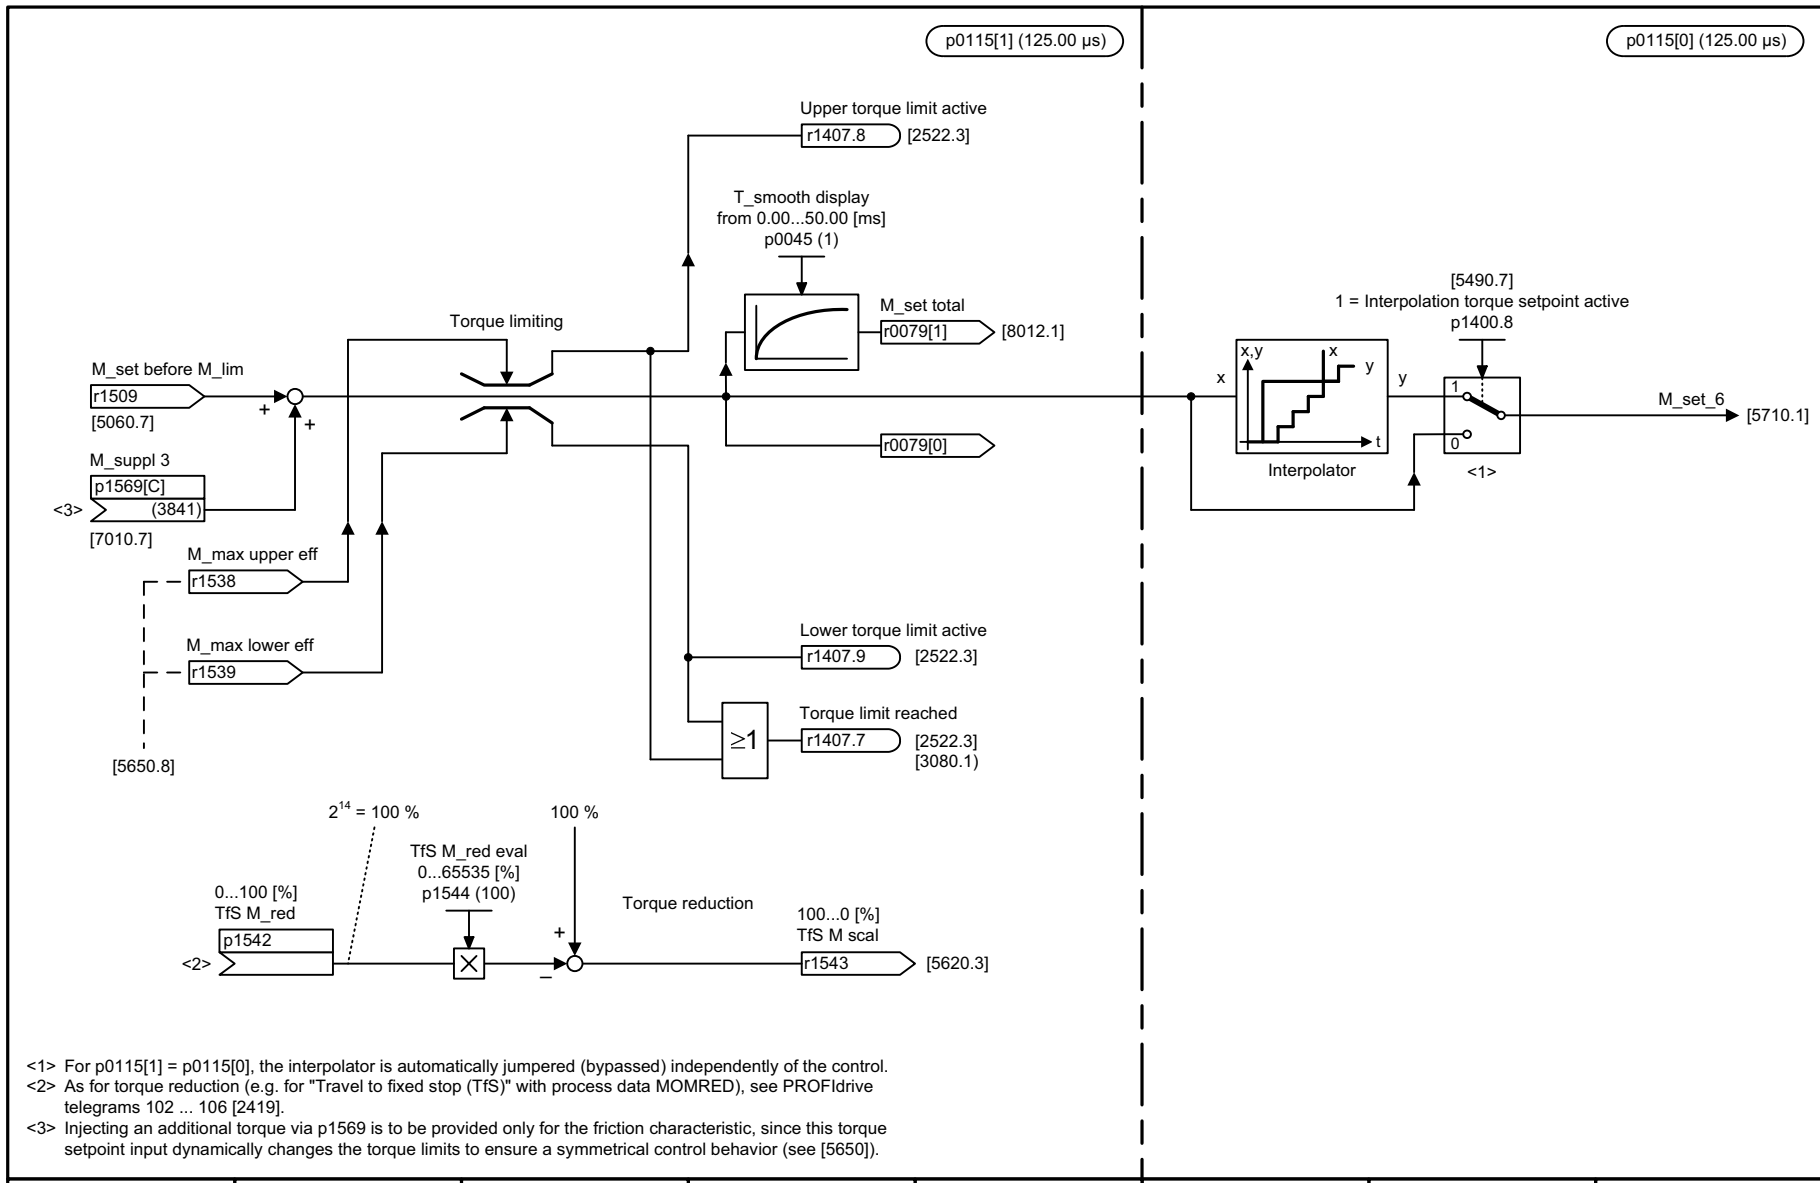 p0115[1] (125.00 µs)
p0115[0] (125.00 µs)
Upper torque limit active
r1407.8
[2522.3]
T_smooth display
from 0.00...50.00 [ms]
p0045 (1)
M_set total
r0079[1]
[8012.1]
Torque limiting
M_set before M_lim
r1509
+
+
[5060.7]
M_suppl 3
p1569[C]
<3>
(3841)
[7010.7]
r0079[0]
[5490.7]
1 = Interpolation torque setpoint active
p1400.8
x
x,y
x
y
t
y
Interpolator
1
0
<1>
M_set_6
[5710.1]
M_max upper eff
r1538
M_max lower eff
r1539
[5650.8]
Lower torque limit active
r1407.9
[2522.3]
≥1
Torque limit reached
r1407.7
[2522.3]
[3080.1)
2¹⁴ = 100 %
100 %
TfS M_red eval
0...65535 [%]
p1544 (100)
0...100 [%]
TfS M_red
p1542
<2>
+
–
Torque reduction
100...0 [%]
TfS M scal
r1543
[5620.3]
<1> For p0115[1] = p0115[0], the interpolator is automatically jumpered (bypassed) independently of the control.
<2> As for torque reduction (e.g. for "Travel to fixed stop (TfS)" with process data MOMRED), see PROFIdrive
telegrams 102 ... 106 [2419].
<3> Injecting an additional torque via p1569 is to be provided only for the friction characteristic, since this torque
setpoint input dynamically changes the torque limits to ensure a symmetrical control behavior (see [5650]).